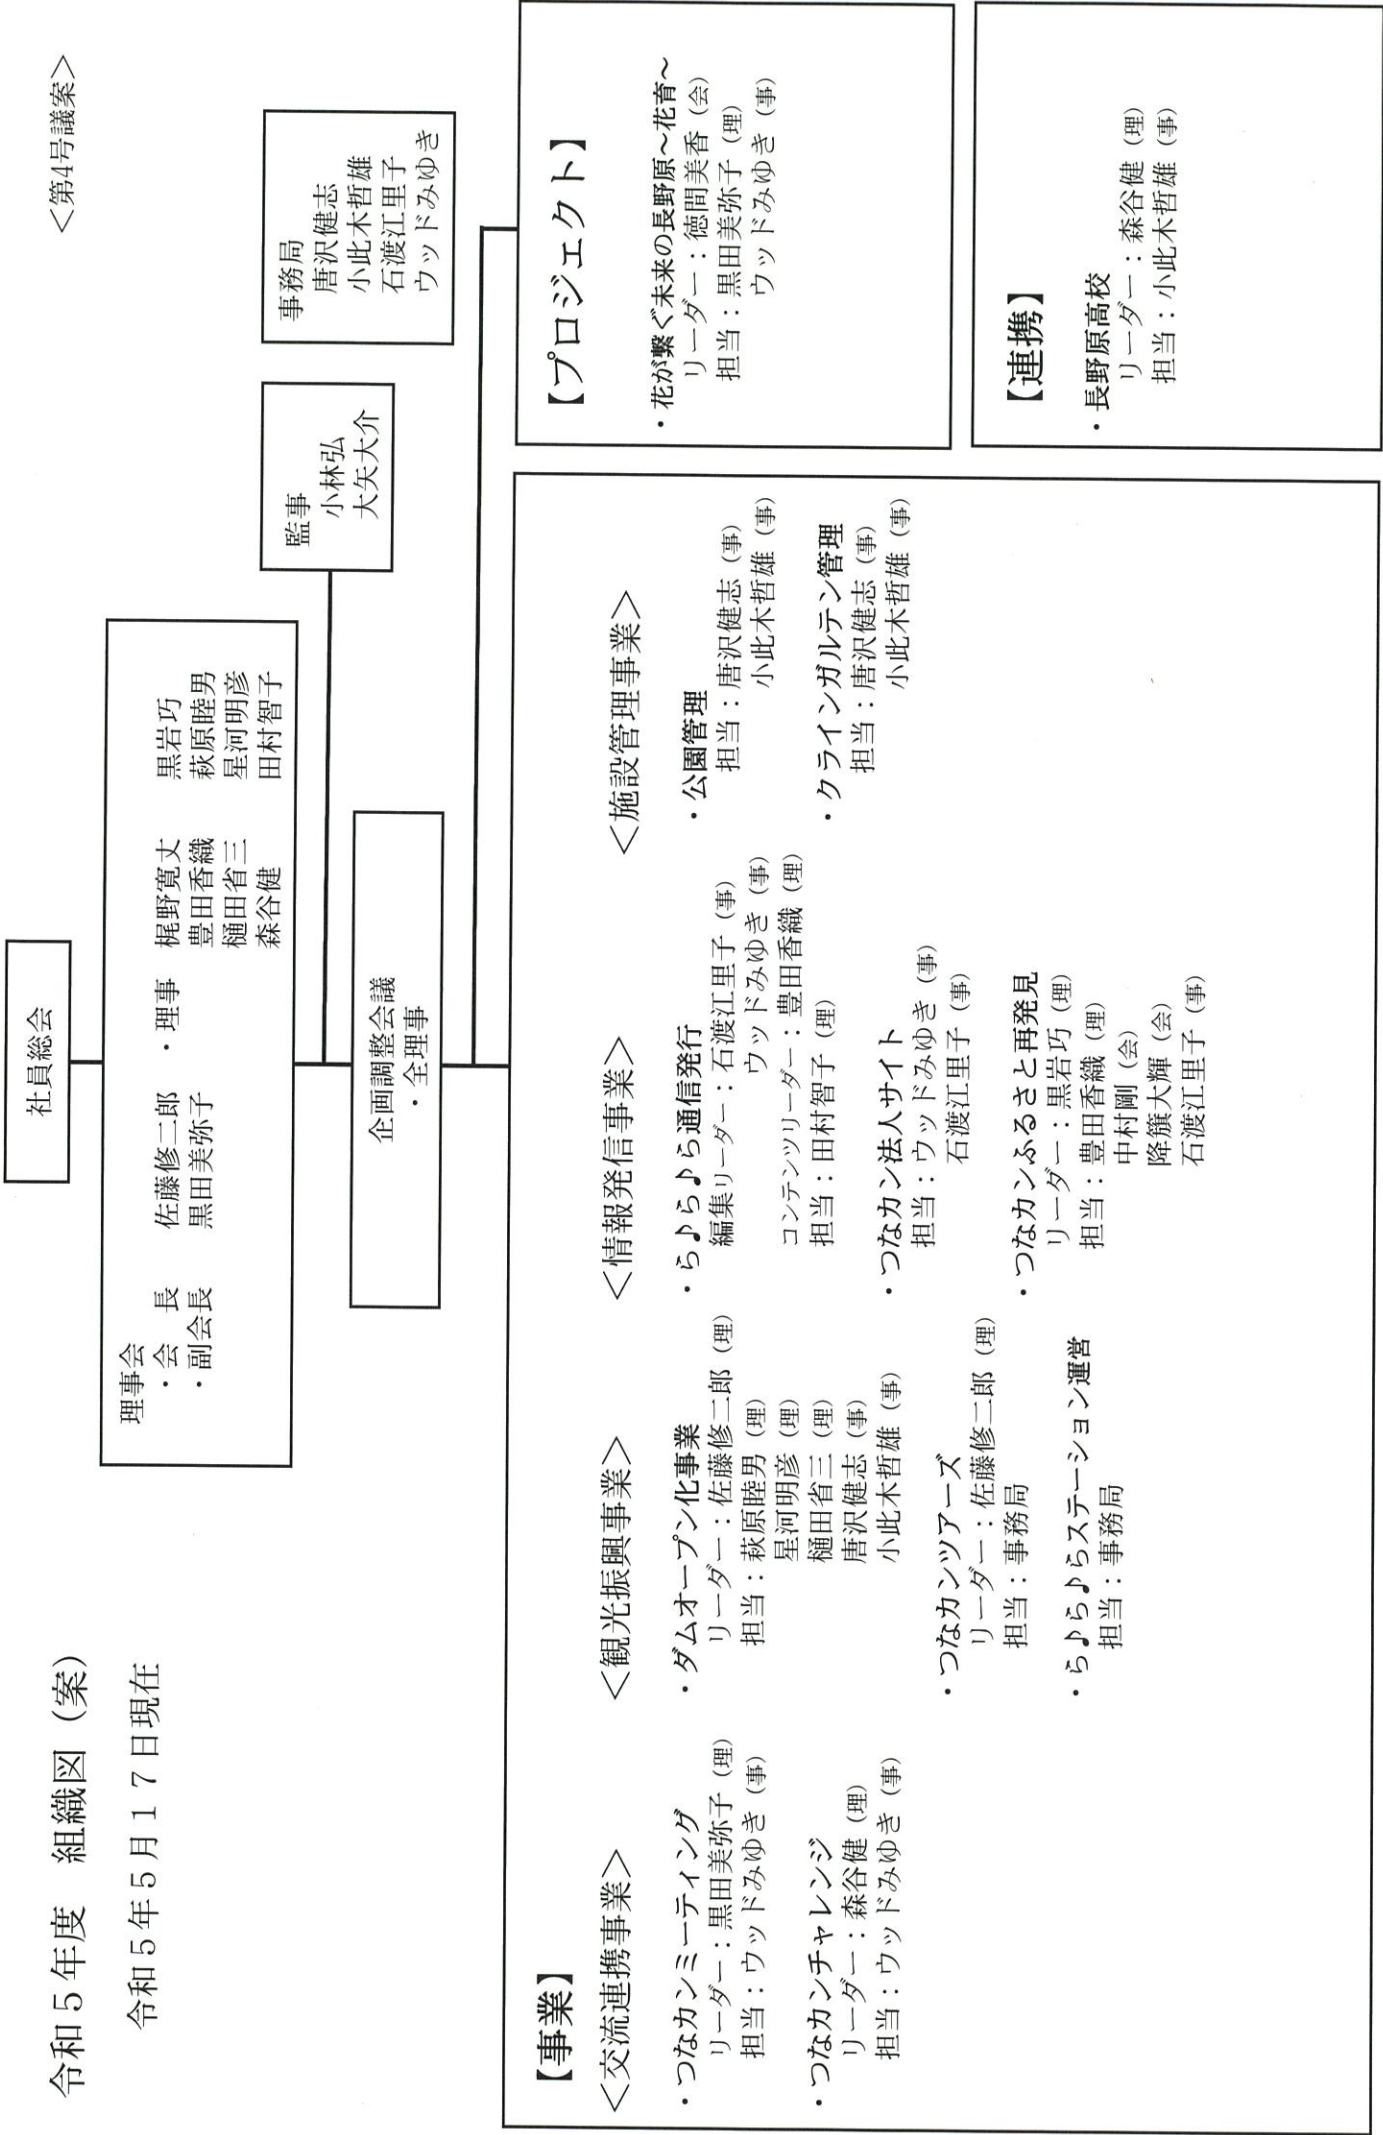 令和５年度　組織図（案）
＜第4号議案＞
令和５年５月１７日現在
社員総会
理事会
・会　長　佐藤修二郎　・理事　梶野寛丈　黒岩巧
・副会長　黒田美弥子　豊田香織　萩原睦男
樋田省三　星河明彦
森谷健　田村智子
監事
小林弘
大矢大介
事務局
唐沢健志
小此木哲雄
石渡江里子
ウッドみゆき
企画調整会議
・全理事
【事業】
＜交流連携事業＞
・つなカンミーティング
リーダー：黒田美弥子（理）
担当：ウッドみゆき（事）
・つなカンチャレンジ
リーダー：森谷健（理）
担当：ウッドみゆき（事）
＜観光振興事業＞
・ダムオープン化事業
リーダー：佐藤修二郎（理）
担当：萩原睦男（理）
星河明彦（理）
樋田省三（理）
唐沢健志（事）
小此木哲雄（事）
・つなカンツアーズ
リーダー：佐藤修二郎（理）
担当：事務局
・ら♪ら♪らステーション運営
担当：事務局
＜情報発信事業＞
・ら♪ら♪ら通信発行
編集リーダー：石渡江里子（事）
ウッドみゆき（事）
コンテンツリーダー：豊田香織（理）
担当：田村智子（理）
・つなカン法人サイト
担当：ウッドみゆき（事）
石渡江里子（事）
・つなカンふるさと再発見
リーダー：黒岩巧（理）
担当：豊田香織（理）
中村剛（会）
降籏大輝（会）
石渡江里子（事）
＜施設管理事業＞
・公園管理
担当：唐沢健志（事）
小此木哲雄（事）
・クラインガルテン管理
担当：唐沢健志（事）
小此木哲雄（事）
【プロジェクト】
・花が繋ぐ未来の長野原～花育～
リーダー：徳間美香（会）
担当：黒田美弥子（理）
ウッドみゆき（事）
【連携】
・長野原高校
リーダー：森谷健（理）
担当：小此木哲雄（事）